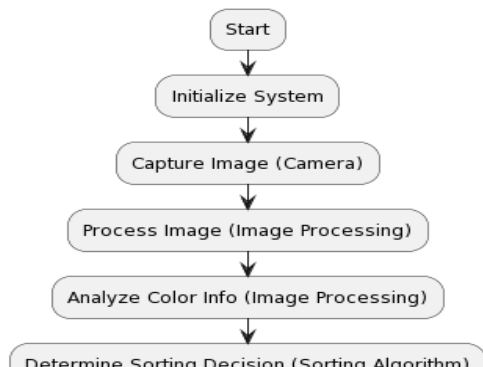 Start
Initialize System
Capture Image (Camera)
Process Image (Image Processing)
Analyze Color Info (Image Processing)
Determine Sorting Decision (Sorting Algorithm)